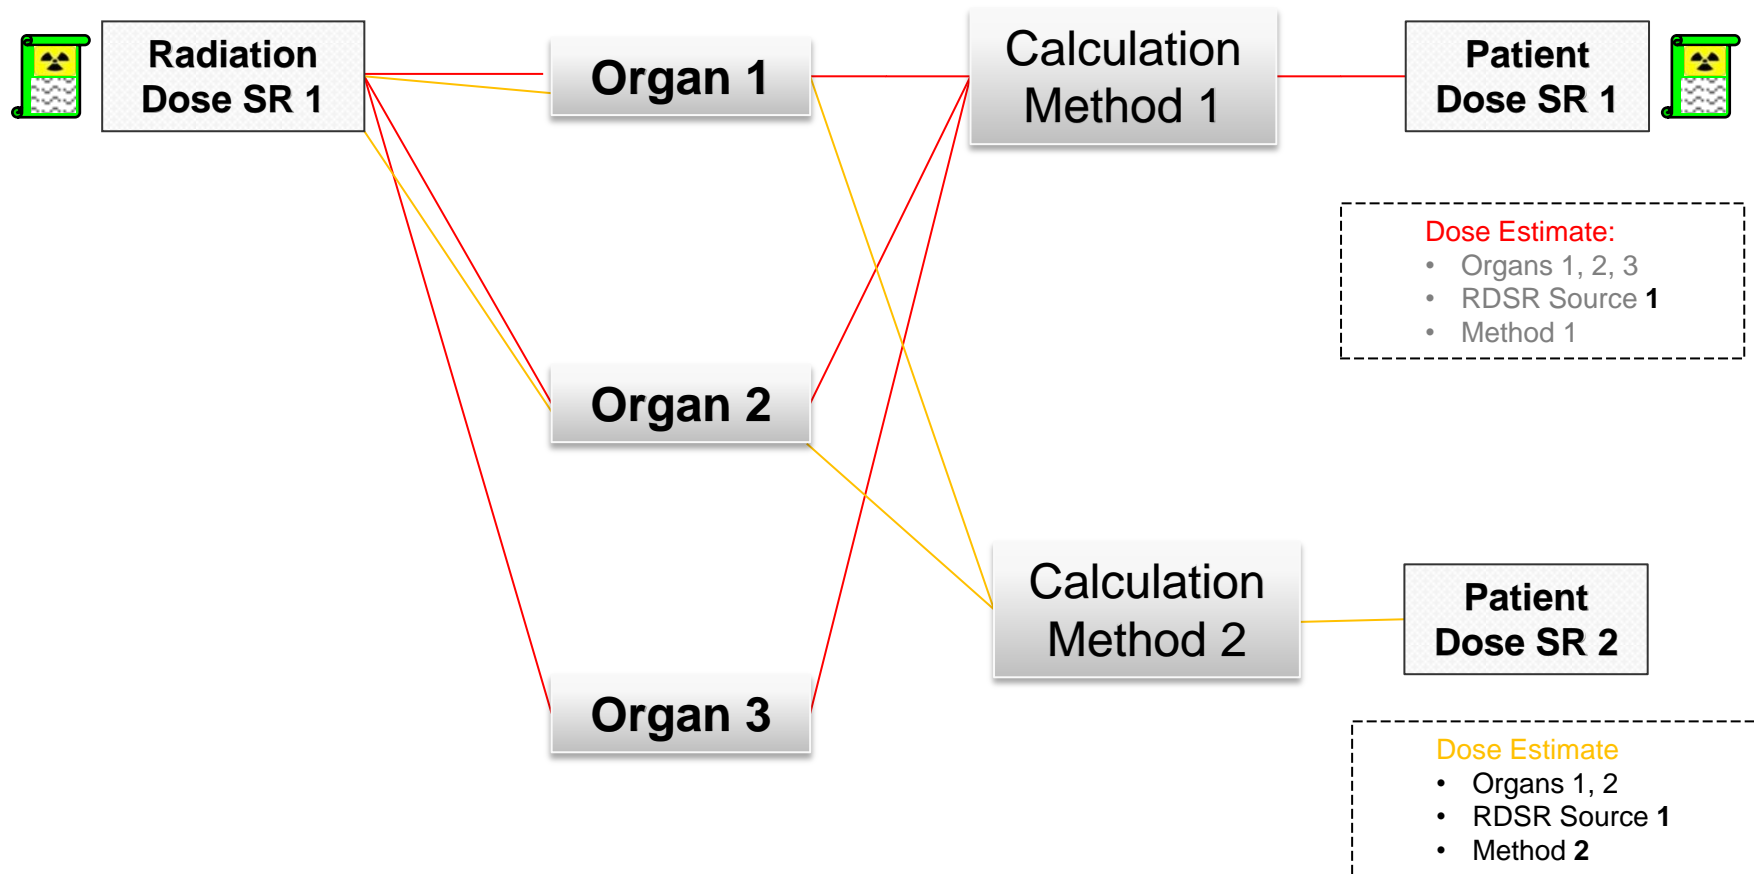 Radiation
Dose SR 1
Organ 1
Calculation
Method 1
Patient
Dose SR 1
Dose Estimate:
• Organs 1, 2, 3
• RDSR Source 1
• Method 1
Organ 2
Calculation
Method 2
Patient
Dose SR 2
Organ 3
Dose Estimate
• Organs 1, 2
• RDSR Source 1
• Method 2